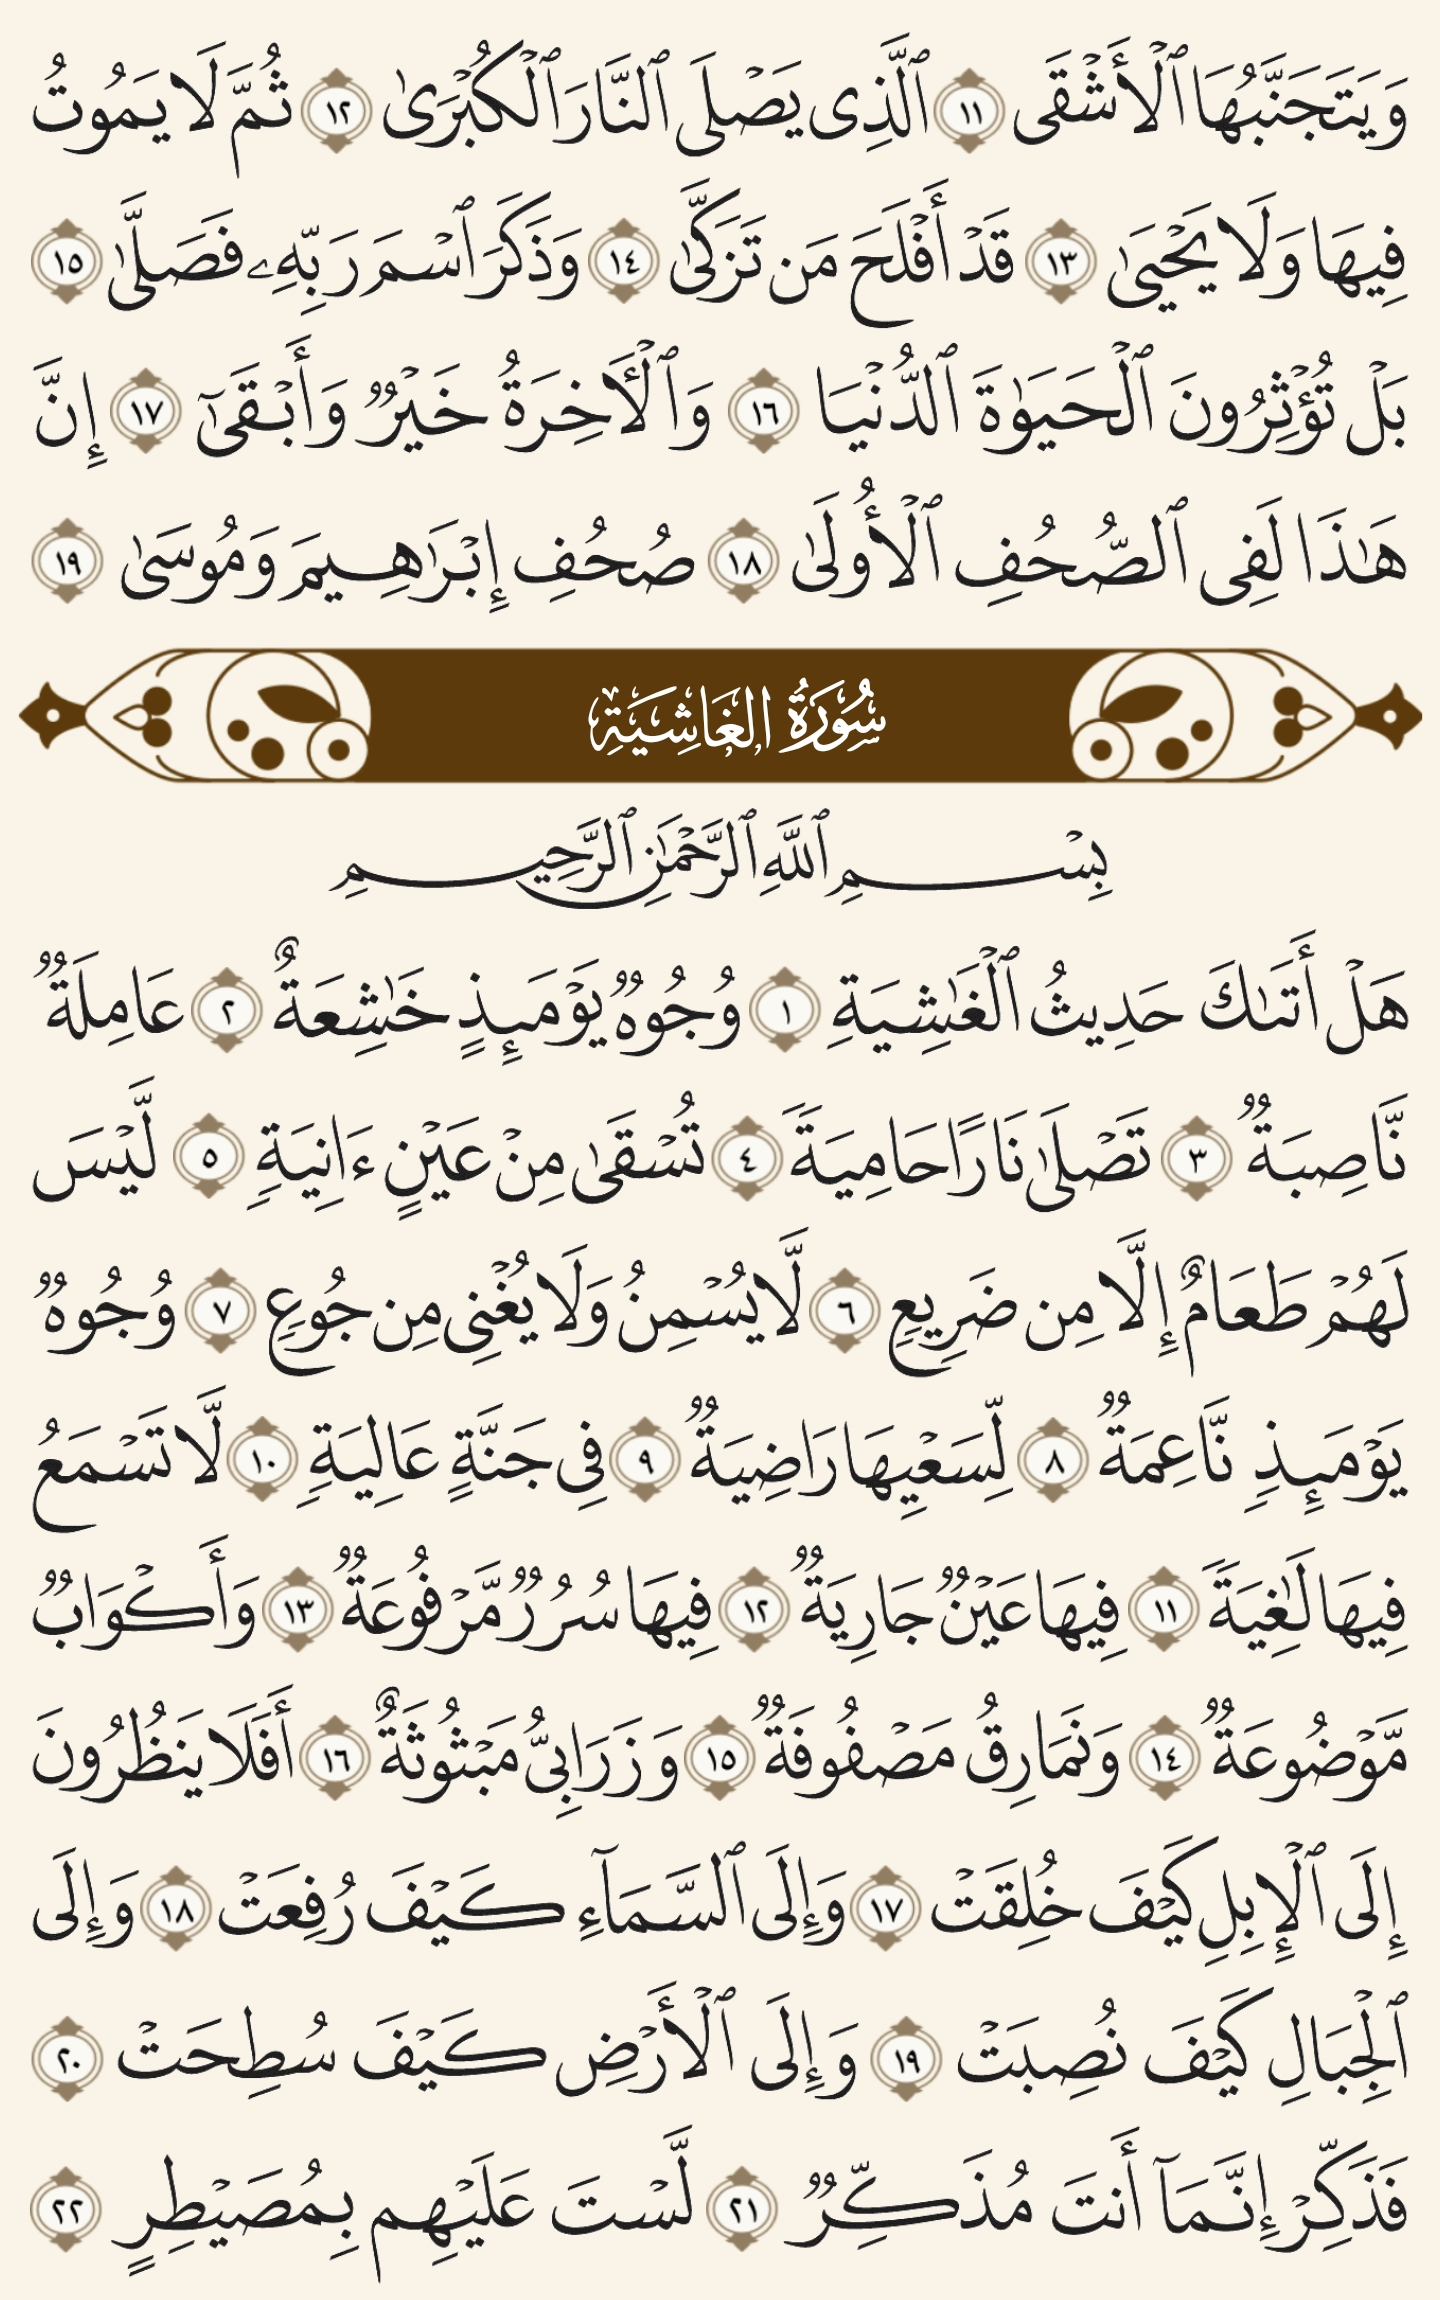 وَيَتَجَنَّبُهَا ٱلْأَشْقَى ١١ ٱلَّذِى يَصْلَى ٱلنَّارَ ٱلْكُبْرَىٰ ١٢ ثُمَّ لَا يَمُوتُ
فِيهَا وَلَا يَحْيَىٰ ١٣ قَدْ أَفْلَحَ مَن تَزَكَّىٰ ١٤ وَذَكَرَ ٱسْمَ رَبِّهِۦ فَصَلَّىٰ ١٥
بَلْ تُؤْثِرُونَ ٱلْحَيَوٰةَ ٱلدُّنْيَا ١٦ وَٱلْـَٔاخِرَةُ خَيْرٌ وَأَبْقَىٰٓ ١٧ إِنَّ
هَـٰذَا لَفِى ٱلصُّحُفِ ٱلْأُولَىٰ ١٨ صُحُفِ إِبْرَٰهِيمَ وَمُوسَىٰ ١٩
سُورَةُ الغَاشِيَةِ
بِسْمِ ٱللَّهِ ٱلرَّحْمَـٰنِ ٱلرَّحِيمِ
هَلْ أَتَىٰكَ حَدِيثُ ٱلْغَـٰشِيَةِ ١ وُجُوهٌ يَوْمَئِذٍ خَـٰشِعَةٌ ٢ عَامِلَةٌ
نَّاصِبَةٌ ٣ تَصْلَىٰ نَارًا حَامِيَةً ٤ تُسْقَىٰ مِنْ عَيْنٍ ءَانِيَةٍ ٥ لَّيْسَ
لَهُمْ طَعَامٌ إِلَّا مِن ضَرِيعٍ ٦ لَّا يُسْمِنُ وَلَا يُغْنِى مِن جُوعٍ ٧ وُجُوهٌ
يَوْمَئِذٍ نَّاعِمَةٌ ٨ لِّسَعْيِهَا رَاضِيَةٌ ٩ فِى جَنَّةٍ عَالِيَةٍ ١٠ لَّا تَسْمَعُ
فِيهَا لَـٰغِيَةً ١١ فِيهَا عَيْنٌ جَارِيَةٌ ١٢ فِيهَا سُرُرٌ مَّرْفُوعَةٌ ١٣ وَأَكْوَابٌ
مَّوْضُوعَةٌ ١٤ وَنَمَارِقُ مَصْفُوفَةٌ ١٥ وَزَرَابِىُّ مَبْثُوثَةٌ ١٦ أَفَلَا يَنظُرُونَ
إِلَى ٱلْإِبِلِ كَيْفَ خُلِقَتْ ١٧ وَإِلَى ٱلسَّمَآءِ كَيْفَ رُفِعَتْ ١٨ وَإِلَى
ٱلْجِبَالِ كَيْفَ نُصِبَتْ ١٩ وَإِلَى ٱلْأَرْضِ كَيْفَ سُطِحَتْ ٢٠
فَذَكِّرْ إِنَّمَآ أَنتَ مُذَكِّرٌ ٢١ لَّسْتَ عَلَيْهِم بِمُصَيْطِرٍ ٢٢